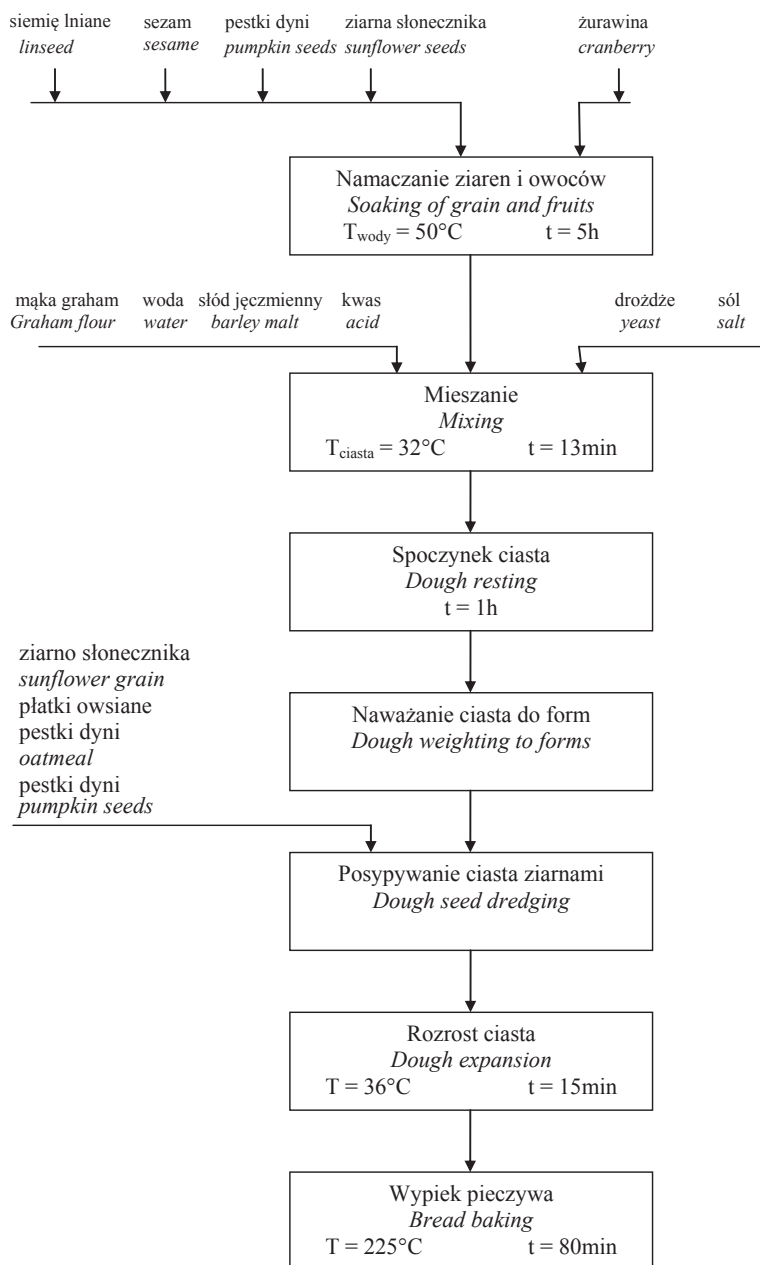 siemię lniane
linseed
sezam
sesame
pestki dyni
pumpkin seeds
ziarna słonecznika
sunflower seeds
żurawina
cranberry
Namaczanie ziaren i owoców
Soaking of grain and fruits
Twody = 50°C t = 5h
mąka graham
Graham flour
woda
water
słód jęczmienny
barley malt
kwas
acid
drożdże
yeast
sól
salt
Mieszanie
Mixing
Tciasta = 32°C t = 13min
Spoczynek ciasta
Dough resting
t = 1h
ziarno słonecznika
sunflower grain
płatki owsiane
pestki dyni
oatmeal
pestki dyni
pumpkin seeds
Naważanie ciasta do form
Dough weighting to forms
Posypywanie ciasta ziarnami
Dough seed dredging
Rozrost ciasta
Dough expansion
T = 36°C t = 15min
Wypiek pieczywa
Bread baking
T = 225°C t = 80min